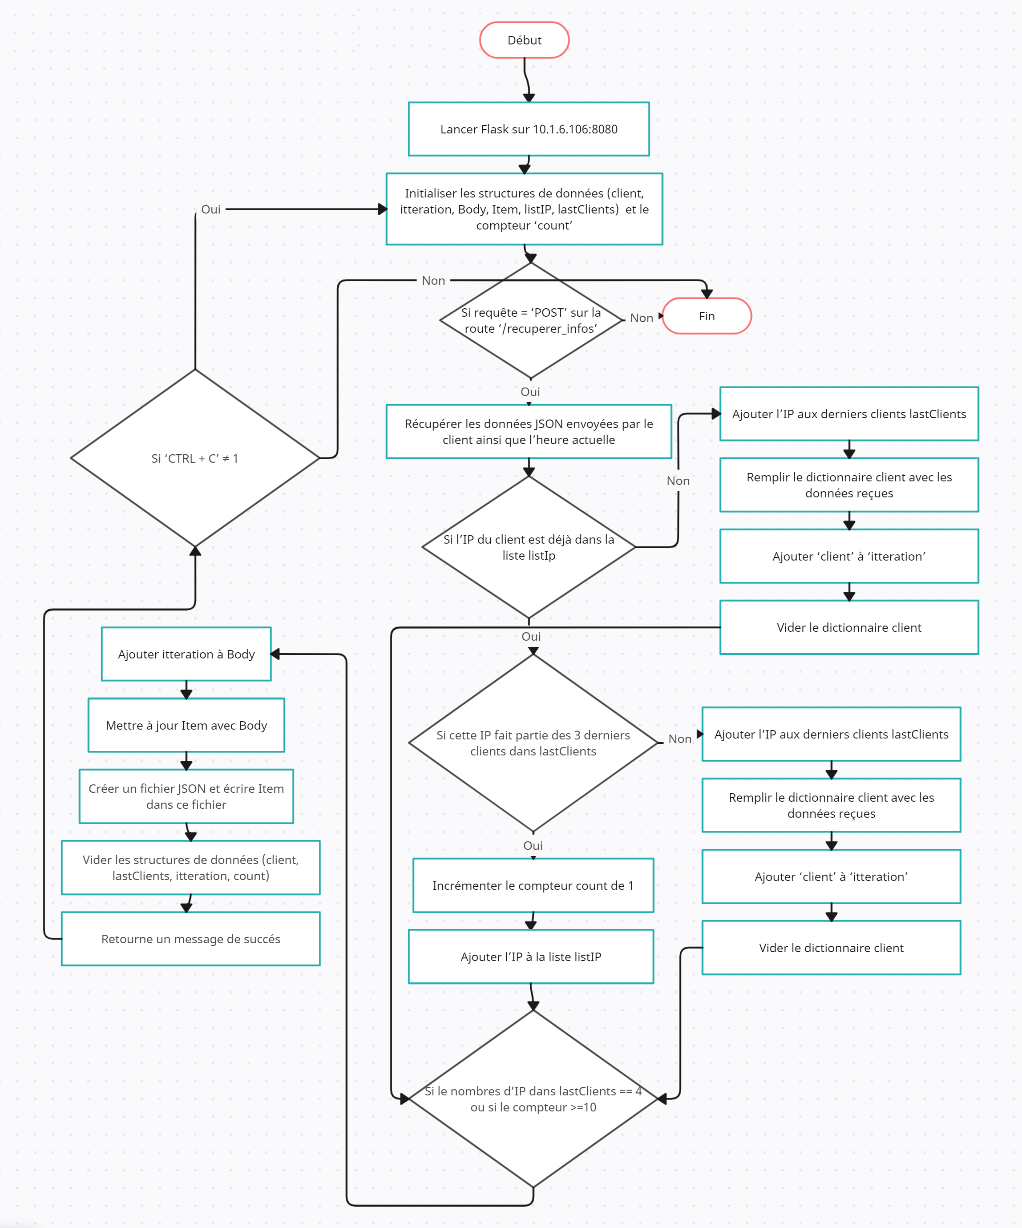 Début
Lancer Flask sur 10.1.6.106:8080
Initialiser les structures de données (client,
itteration, Body, Item, listIP, lastClients)  et le
compteur ‘count’
Oui
Non
Si requête = ‘POST’ sur la
route ‘/recuperer_infos’
Non
Fin
Oui
Récupérer les données JSON envoyées par le
client ainsi que l’heure actuelle
Ajouter l’IP aux derniers clients lastClients
Si ‘CTRL + C’ ≠ 1
Non
Remplir le dictionnaire client avec les
données reçues
Si l’IP du client est déjà dans la
liste listIp
Ajouter ‘client’ à ‘itteration’
Vider le dictionnaire client
Oui
Ajouter itteration à Body
Mettre à jour Item avec Body
Si cette IP fait partie des 3 derniers
clients dans lastClients
Non
Ajouter l’IP aux derniers clients lastClients
Créer un fichier JSON et écrire Item
dans ce fichier
Remplir le dictionnaire client avec les
données reçues
Oui
Vider les structures de données (client,
lastClients, itteration, count)
Incrémenter le compteur count de 1
Ajouter ‘client’ à ‘itteration’
Retourne un message de succés
Ajouter l’IP à la liste listIP
Vider le dictionnaire client
Si le nombres d’IP dans lastClients == 4
ou si le compteur >=10